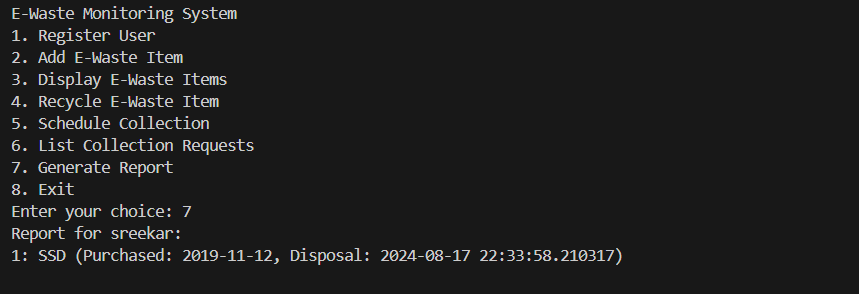 E-Waste Monitoring System
1. Register User
2. Add E-Waste Item
3. Display E-Waste Items
4. Recycle E-Waste Item
5. Schedule Collection
6. List Collection Requests
7. Generate Report
8. Exit
Enter your choice: 7
Report for sreekar:
1: SSD (Purchased: 2019-11-12, Disposal: 2024-08-17 22:33:58.210317)